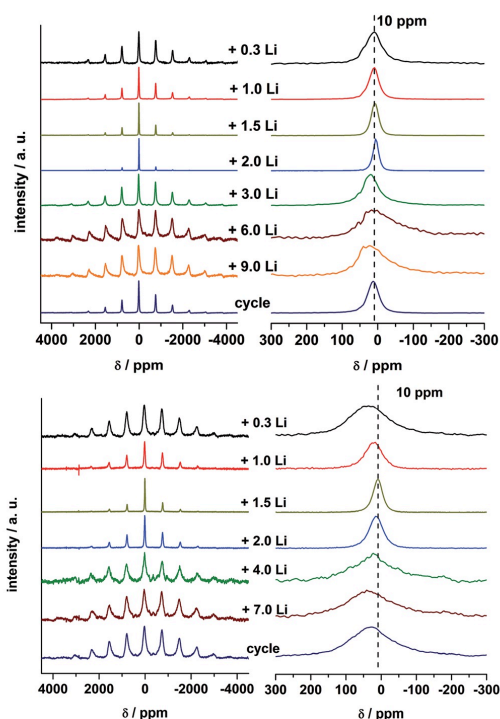 10 ppm
+ 0.3 Li
+ 1.0 Li
+ 1.5 Li
+ 2.0 Li
+ 3.0 Li
+ 6.0 Li
+ 9.0 Li
cycle
intensity / a. u.
4000 2000 0 -2000 -4000
300 200 100 0 -100 -200 -300
δ / ppm
δ / ppm
10 ppm
+ 0.3 Li
+ 1.0 Li
+ 1.5 Li
+ 2.0 Li
+ 4.0 Li
+ 7.0 Li
cycle
intensity / a. u.
4000 2000 0 -2000 -4000
300 200 100 0 -100 -200 -300
δ / ppm
δ / ppm